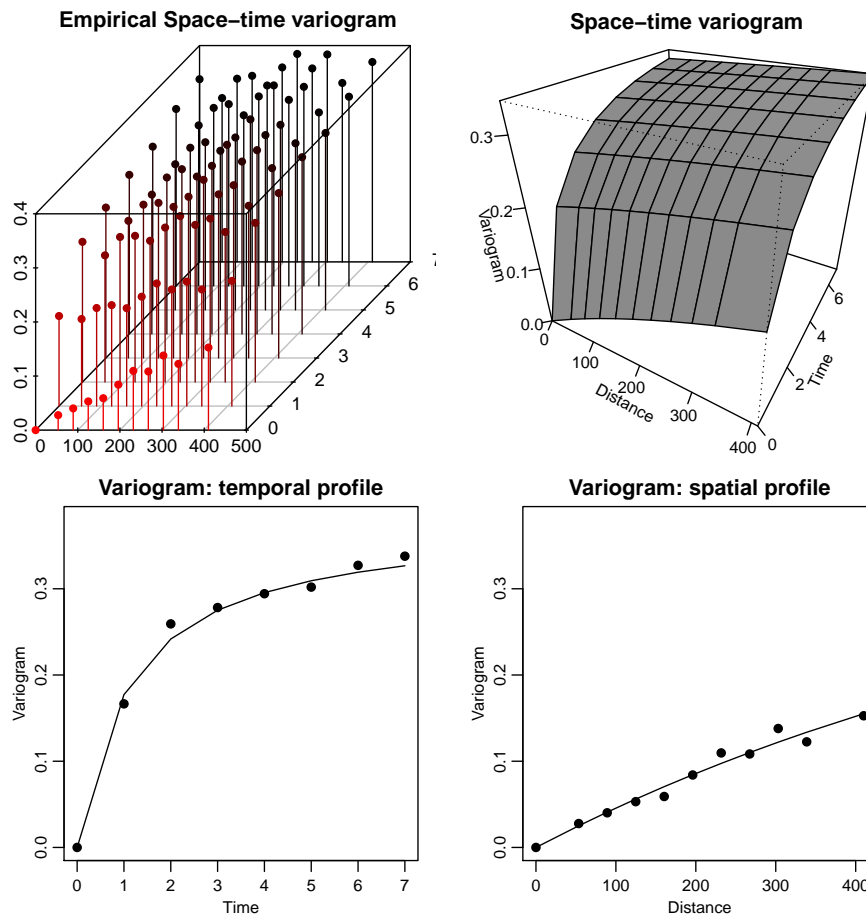 Empirical Space−time variogram
0.0 0.1 0.2 0.3 0.4
0 100 200 300 400 500
0 1 2 3 4 5 6
Space−time variogram
Variogram
0.0 0.1 0.2 0.3
Distance
0 100 200 300 400
Time
0 2 4 6
Variogram: temporal profile
Variogram
0.0 0.1 0.2 0.3
0 1 2 3 4 5 6 7
Time
Variogram: spatial profile
Variogram
0.0 0.1 0.2 0.3
0 100 200 300 400
Distance